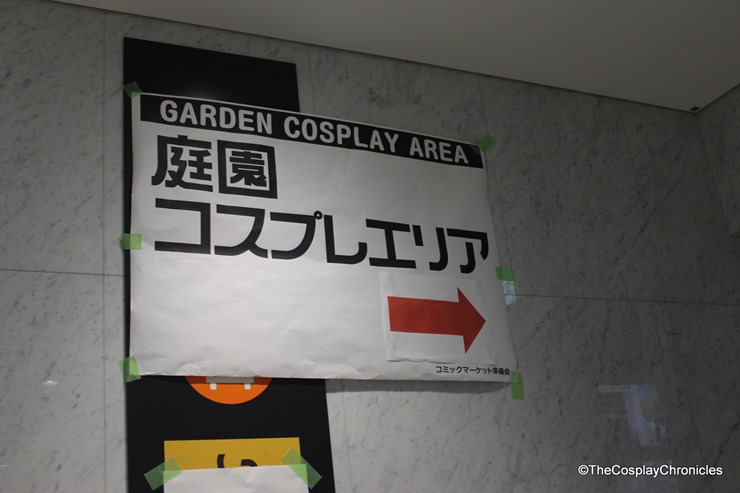 GARDEN COSPLAY AREA
庭園
コスプレエリア
コミックマーケット準備会
S
©TheCosplayChronicles